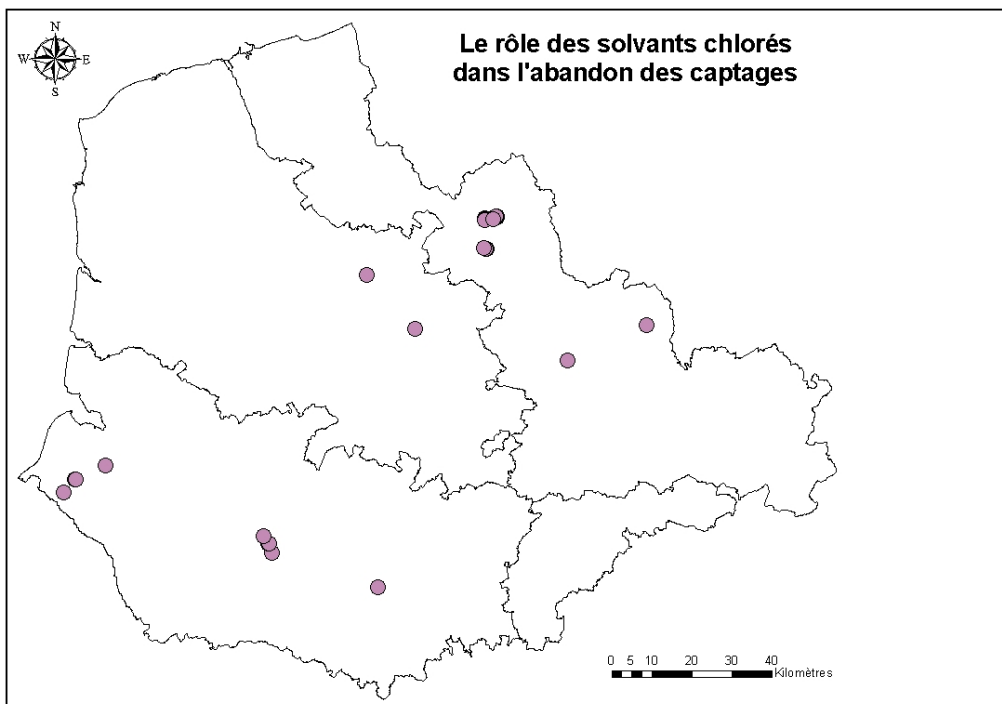 Le rôle des solvants chlorés
dans l'abandon des captages
N
W E
S
0 5 10 20 30 40
Kilomètres